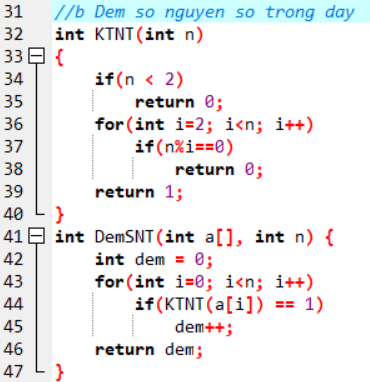 31 //b Dem so nguyen so trong day
32 int KTNT(int n)
33 {
34     if(n < 2)
35         return 0;
36     for(int i=2; i<n; i++)
37         if(n%i==0)
38             return 0;
39     return 1;
40 }
41 int DemSNT(int a[], int n) {
42     int dem = 0;
43     for(int i=0; i<n; i++)
44         if(KTNT(a[i]) == 1)
45             dem++;
46     return dem;
47 }